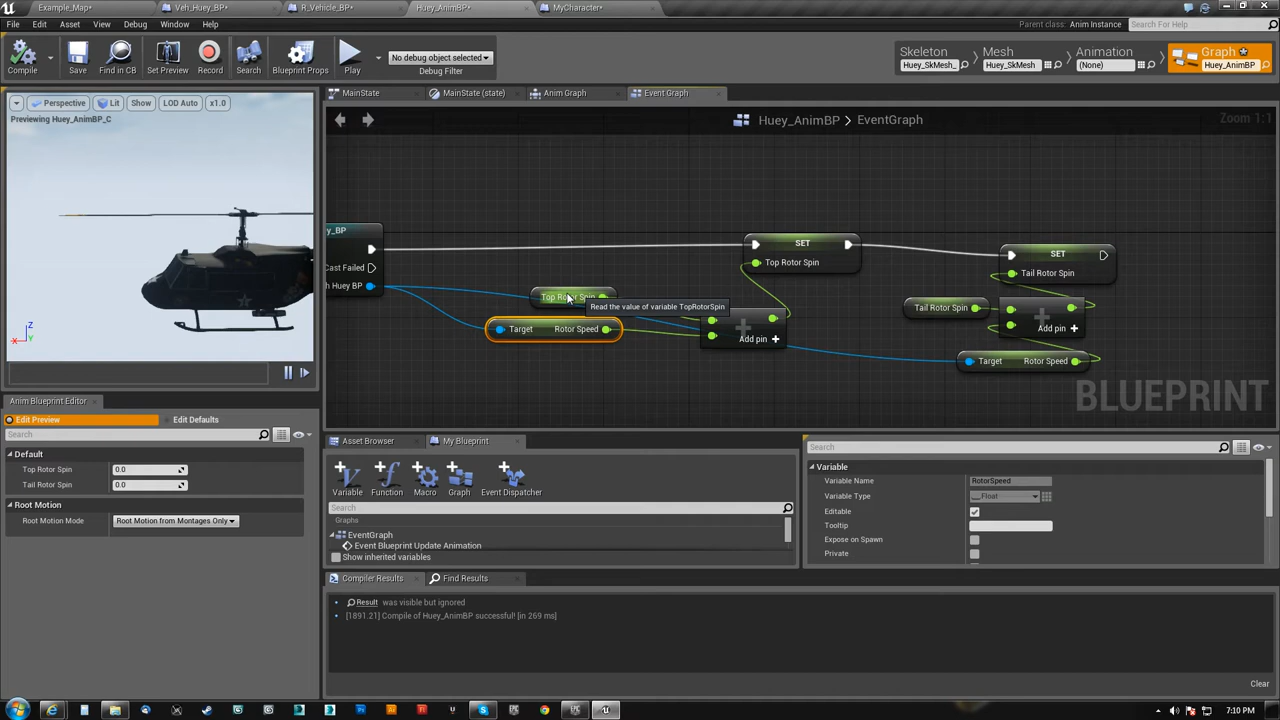 Example_Map*
Veh_Huey_BP*
R_Vehicle_BP*
Huey_AnimBP*
MyCharacter*
File Edit Asset View Debug Window Help
Parent class: Anim Instance
Search For Help
Compile
Save
Find in CB
Set Preview
Record
Search
Blueprint Props
Play
No debug object selected
Debug Filter
Skeleton
Huey_SkMesh_
Mesh
Huey_SkMesh
Animation
(None)
Graph
Huey_AnimBP
Perspective Lit Show LOD Auto x1.0
Previewing Huey_AnimBP_C
MainState
MainState (state)
Anim Graph
Event Graph
Huey_AnimBP > EventGraph
Zoom 1:1
y_BP
Cast Failed
h Huey BP
Top Rotor Spin
Read the value of variable TopRotorSpin
Target Rotor Speed
Add pin
SET
Top Rotor Spin
SET
Tail Rotor Spin
Tail Rotor Spin
Add pin
Target Rotor Speed
BLUEPRINT
Z
Y
X
Anim Blueprint Editor
Edit Preview
Edit Defaults
Search
Default
Top Rotor Spin 0.0
Tail Rotor Spin 0.0
Root Motion
Root Motion Mode Root Motion from Montages Only
Asset Browser
My Blueprint
Variable
Function
Macro
Graph
Event Dispatcher
Search
Graphs
EventGraph
Event Blueprint Update Animation
Show inherited variables
Search
Variable
Variable Name RotorSpeed
Variable Type Float
Editable
Tooltip
Expose on Spawn
Private
Compiler Results
Find Results
Result was visible but ignored
[1891.21] Compile of Huey_AnimBP successful! [in 269 ms]
Clear
7:10 PM